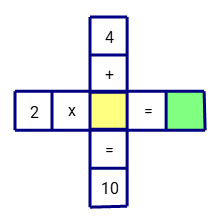 4
+
2 x =
=
10